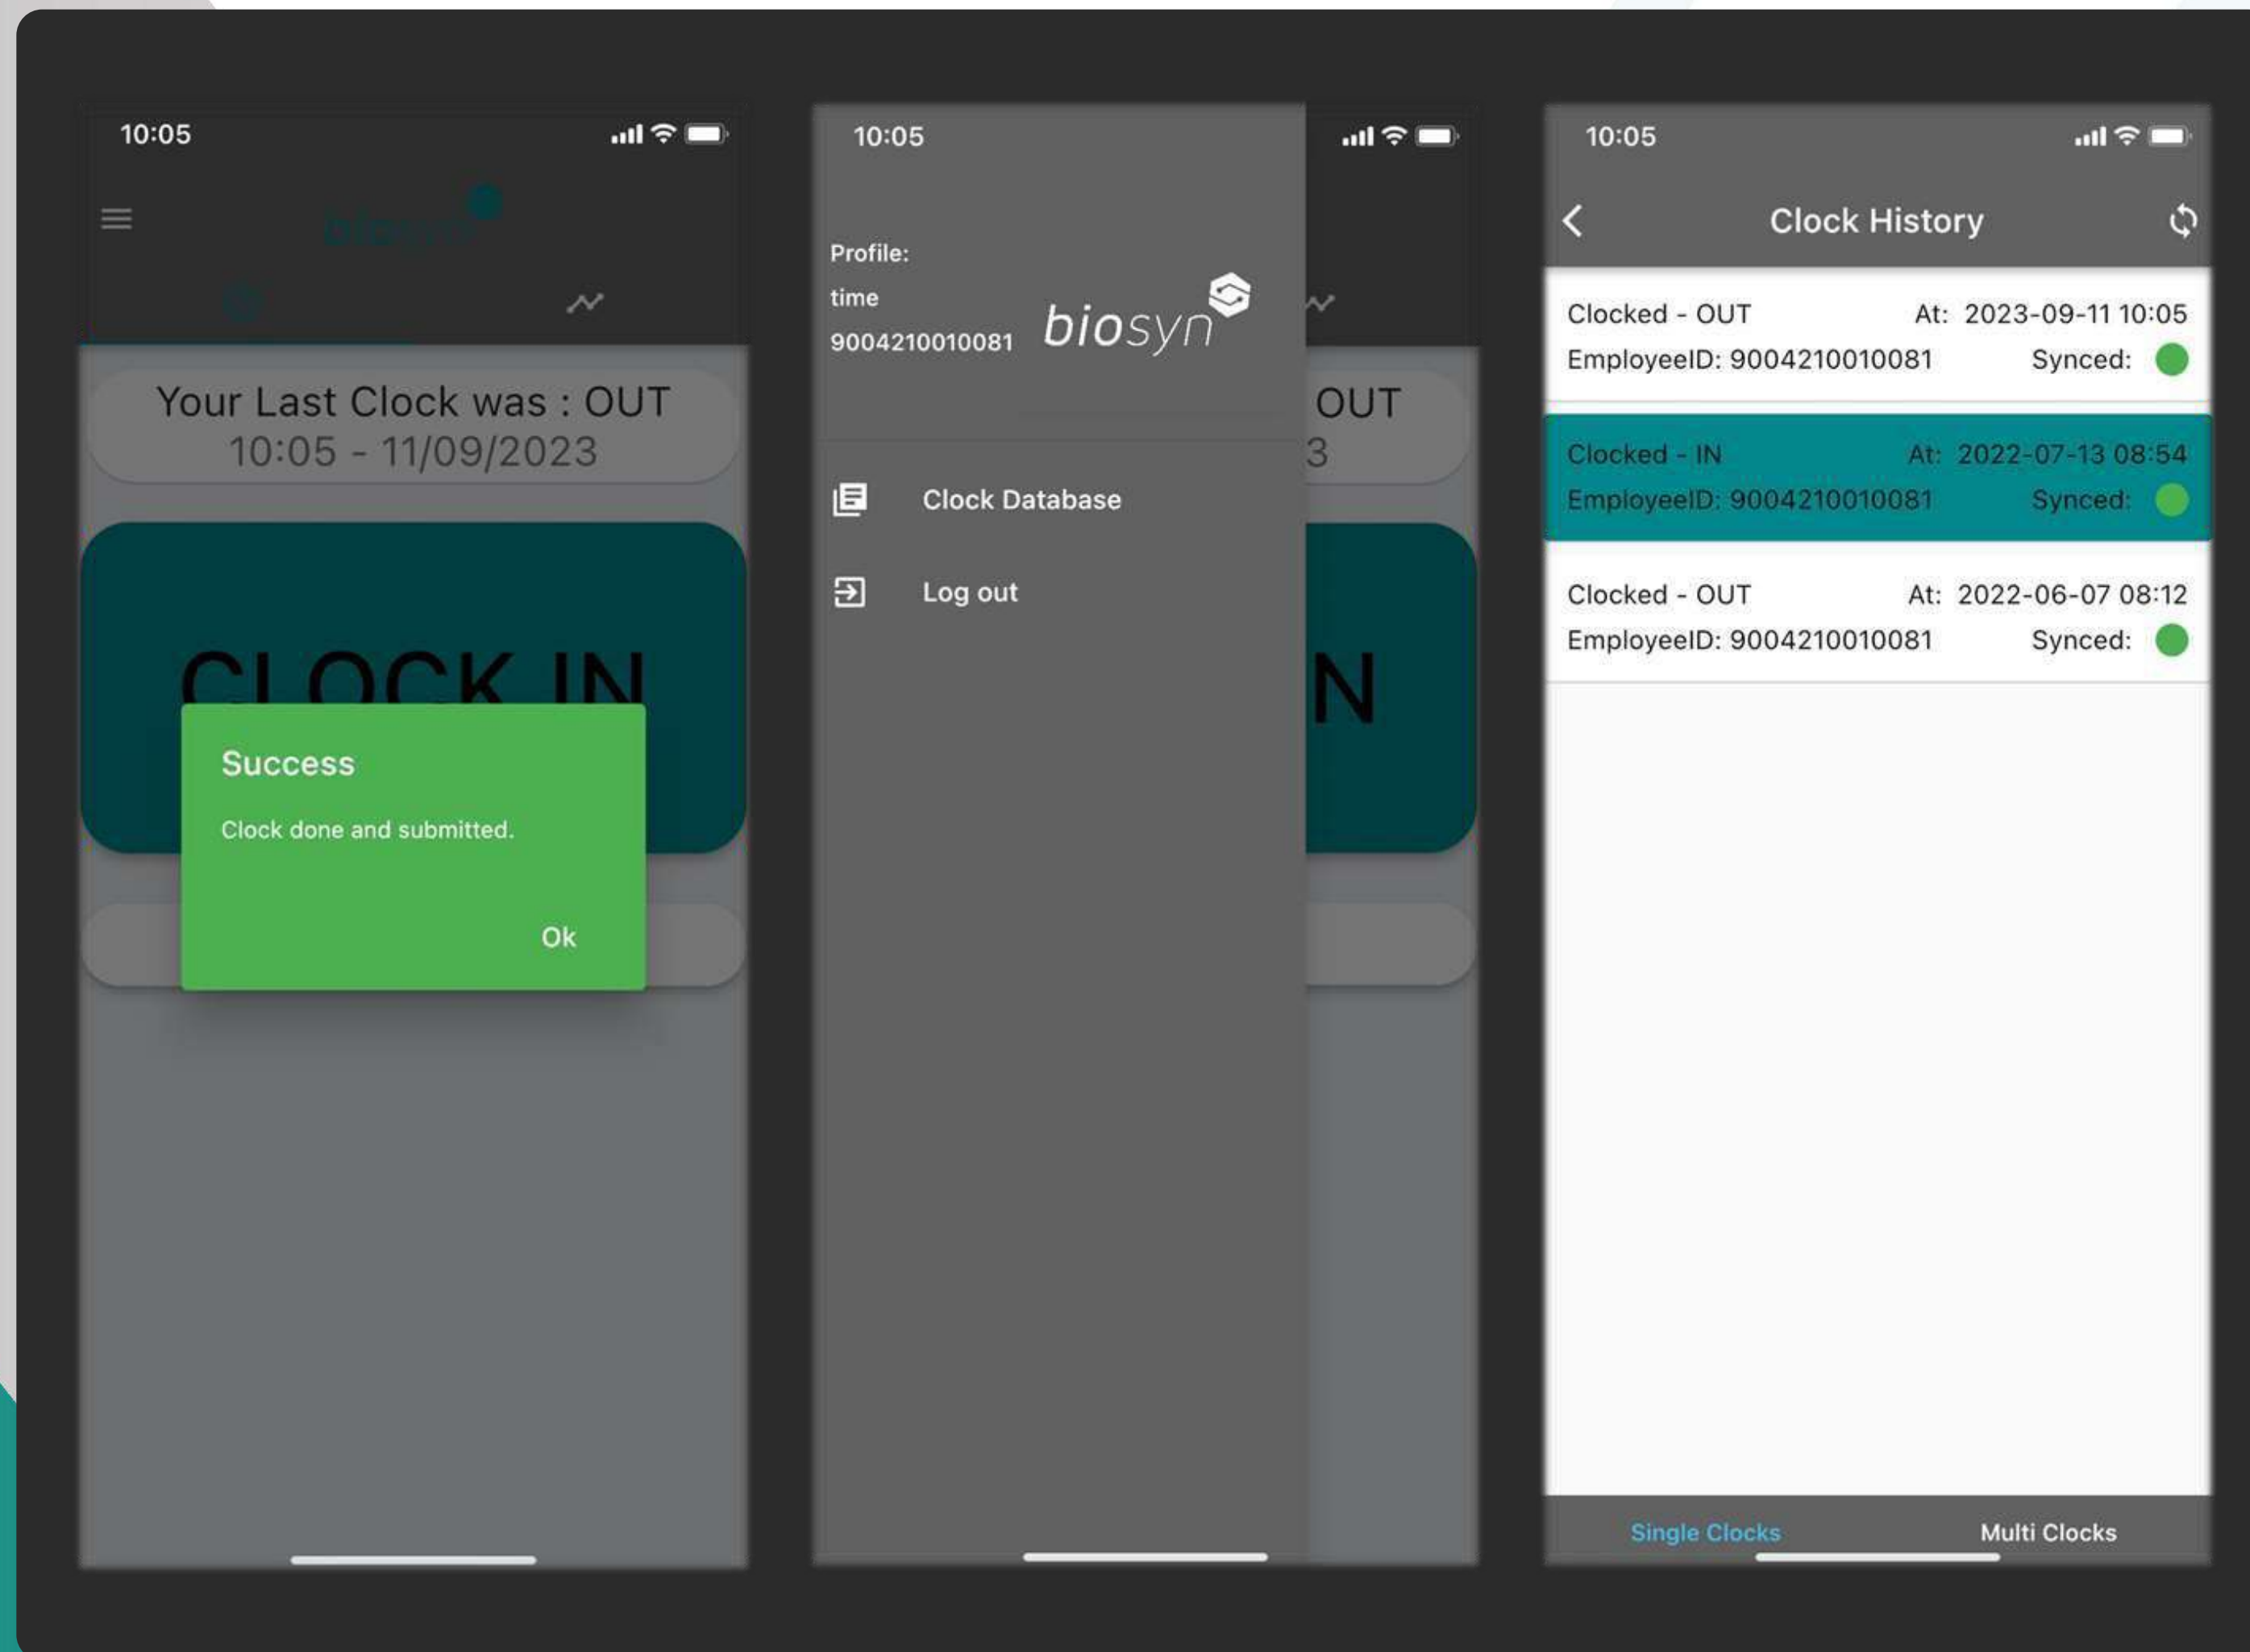 10:05
biosyn
Your Last Clock was : OUT
10:05 - 11/09/2023
CLOCK IN
Success
Clock done and submitted.
Ok
10:05
Profile:
time
9004210010081
biosyn
OUT
3
Clock Database
Log out
N
10:05
Clock History
Clocked - OUT At: 2023-09-11 10:05
EmployeeID: 9004210010081 Synced:
Clocked - IN At: 2022-07-13 08:54
EmployeeID: 9004210010081 Synced:
Clocked - OUT At: 2022-06-07 08:12
EmployeeID: 9004210010081 Synced:
Single Clocks Multi Clocks